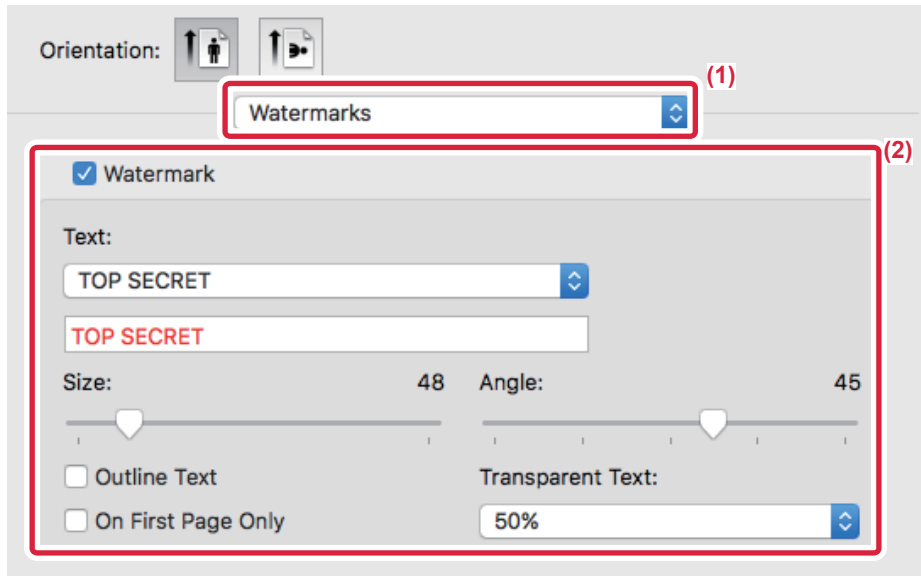 Orientation:
(1)
Watermarks
(2)
Watermark
Text:
TOP SECRET
TOP SECRET
Size: 48 Angle: 45
Outline Text Transparent Text:
On First Page Only 50%